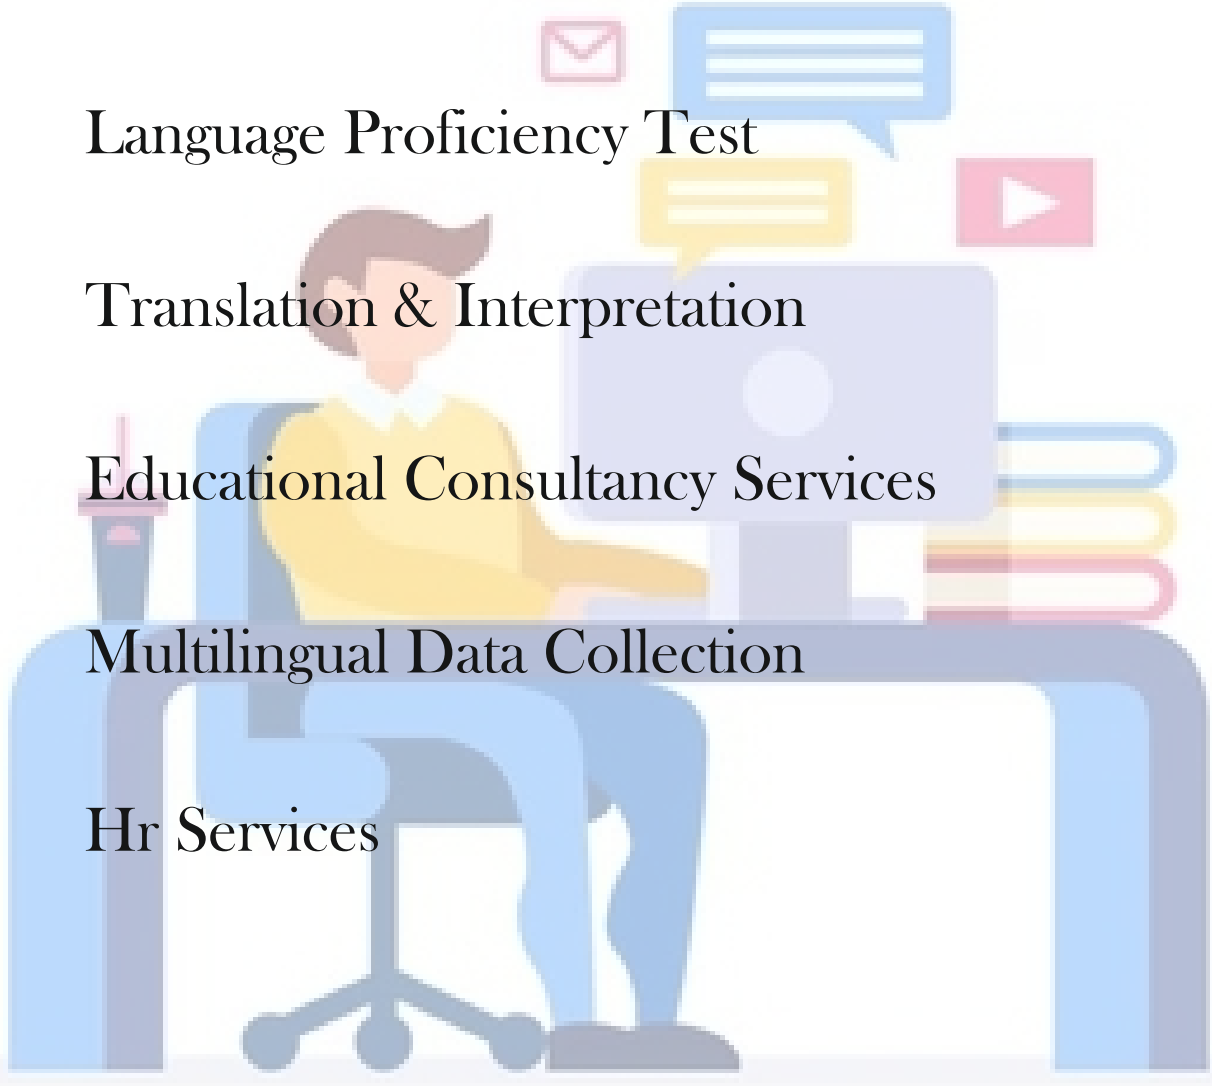 Language Proficiency Test
Translation & Interpretation
Educational Consultancy Services
Multilingual Data Collection
Hr Services